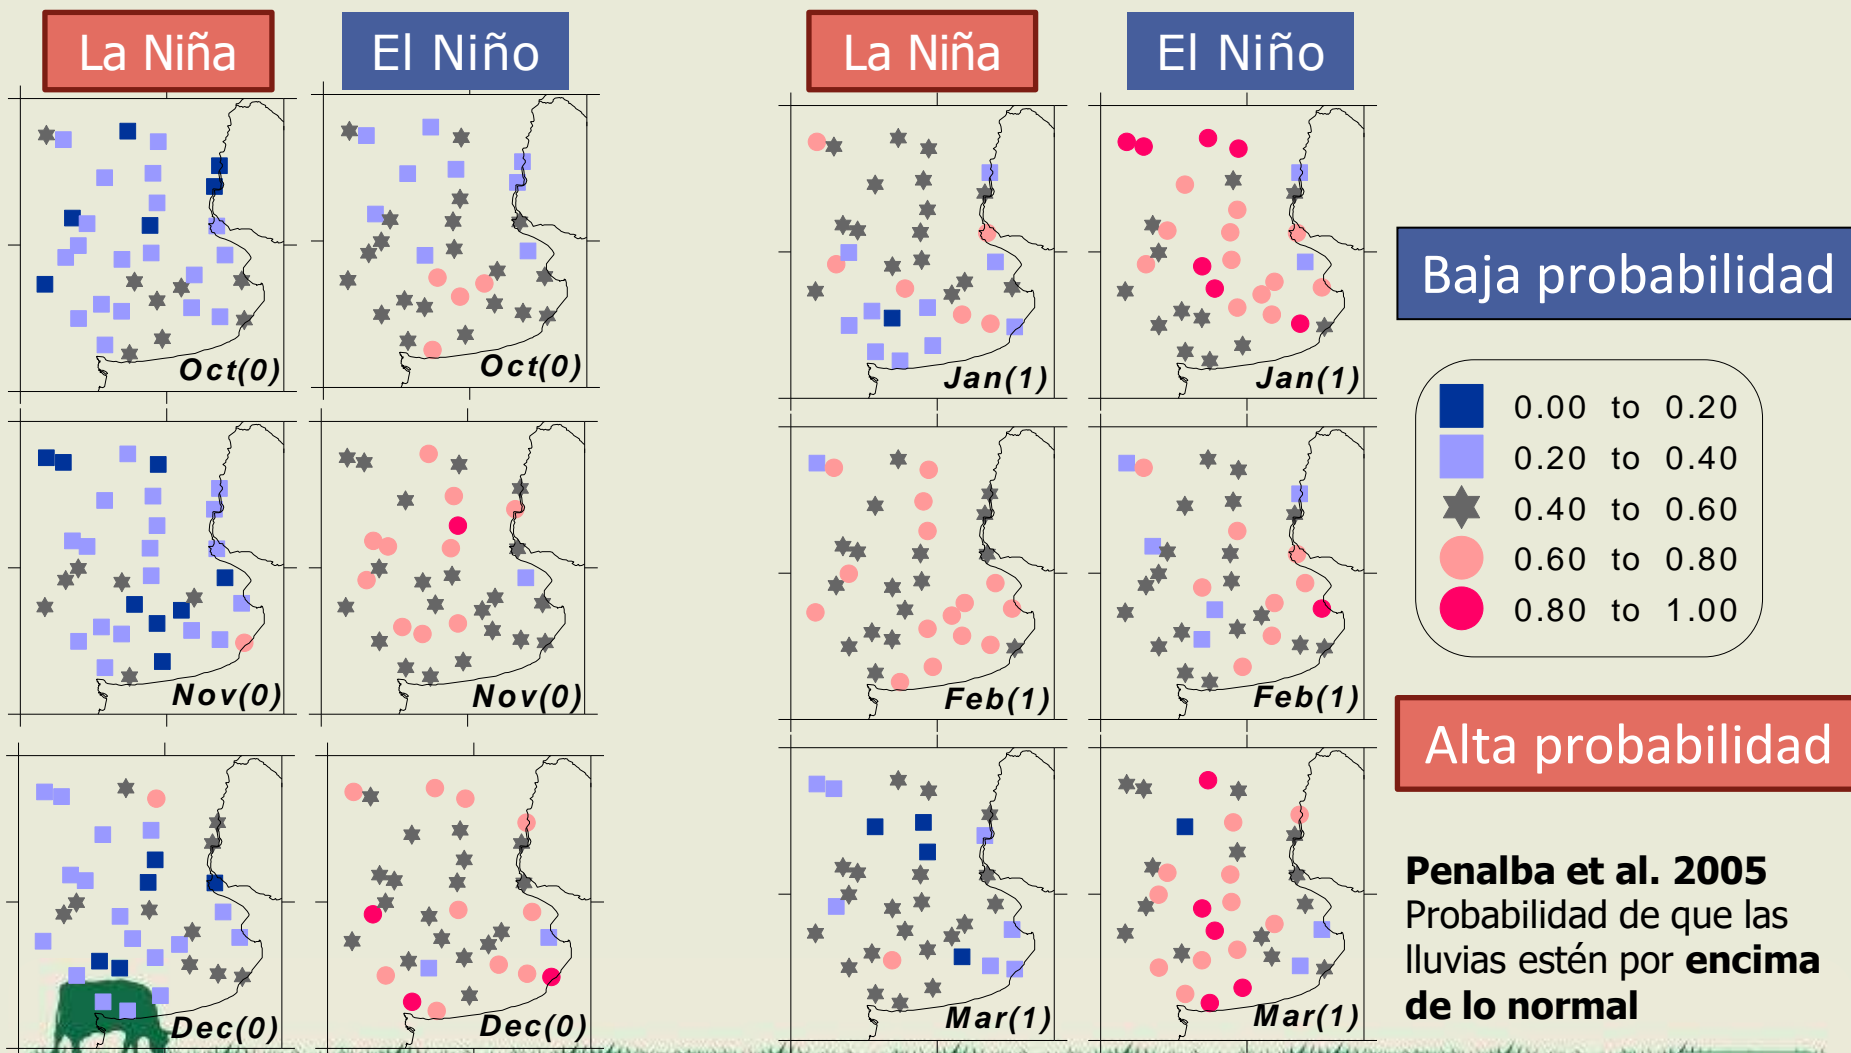 La Niña
El Niño
La Niña
El Niño
Oct(0)
Oct(0)
Jan(1)
Jan(1)
Nov(0)
Nov(0)
Feb(1)
Feb(1)
Dec(0)
Dec(0)
Mar(1)
Mar(1)
Baja probabilidad
0.00 to 0.20
0.20 to 0.40
0.40 to 0.60
0.60 to 0.80
0.80 to 1.00
Alta probabilidad
Penalba et al. 2005
Probabilidad de que las
lluvias estén por encima
de lo normal